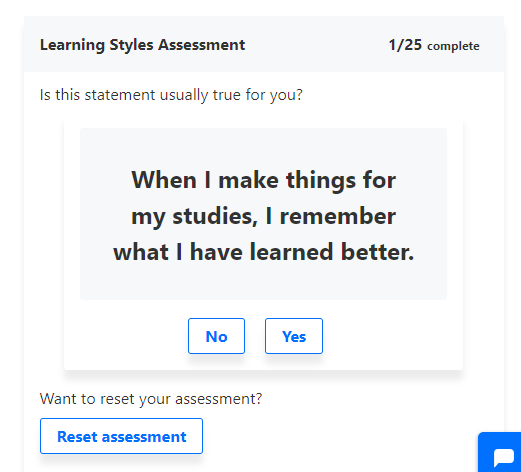 Learning Styles Assessment 1/25 complete
Is this statement usually true for you?
When I make things for
my studies, I remember
what I have learned better.
No Yes
Want to reset your assessment?
Reset assessment